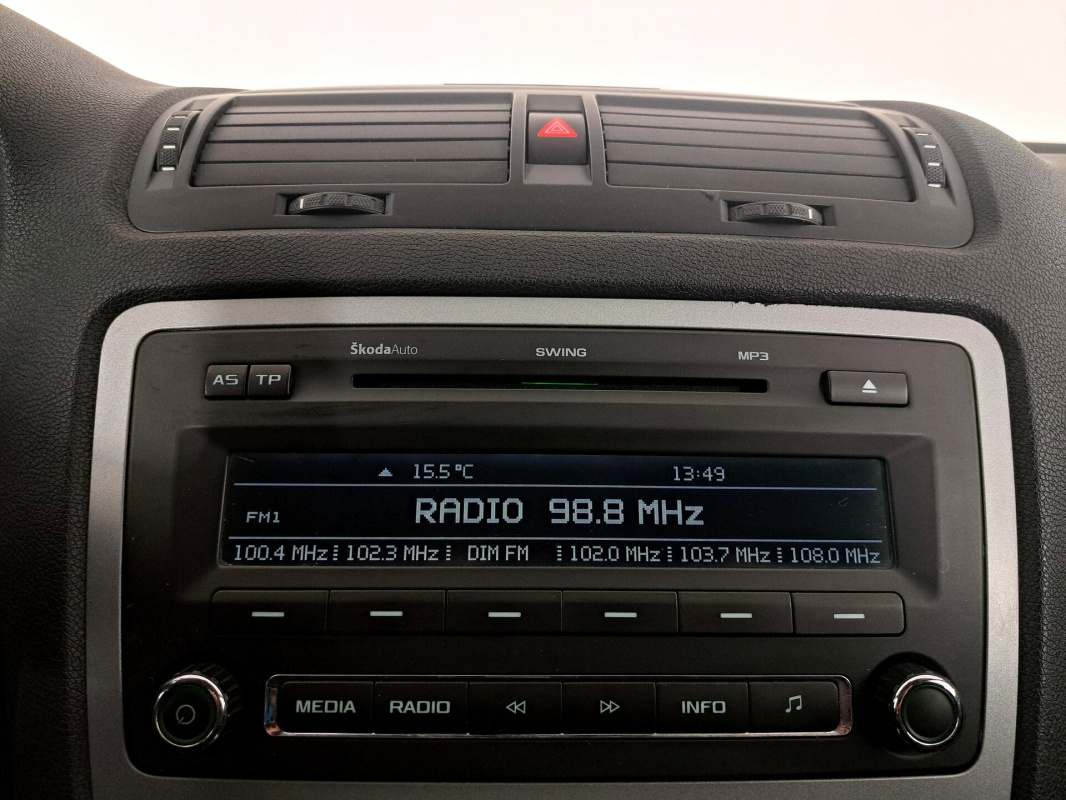 ŠkodaAuto SWING MP3
AS TP
15.5°C 13:49
RADIO 98.8 MHz
FM1
100.4 MHz 102.3 MHz DIM FM 102.0 MHz 103.7 MHz 108.0 MHz
MEDIA RADIO INFO